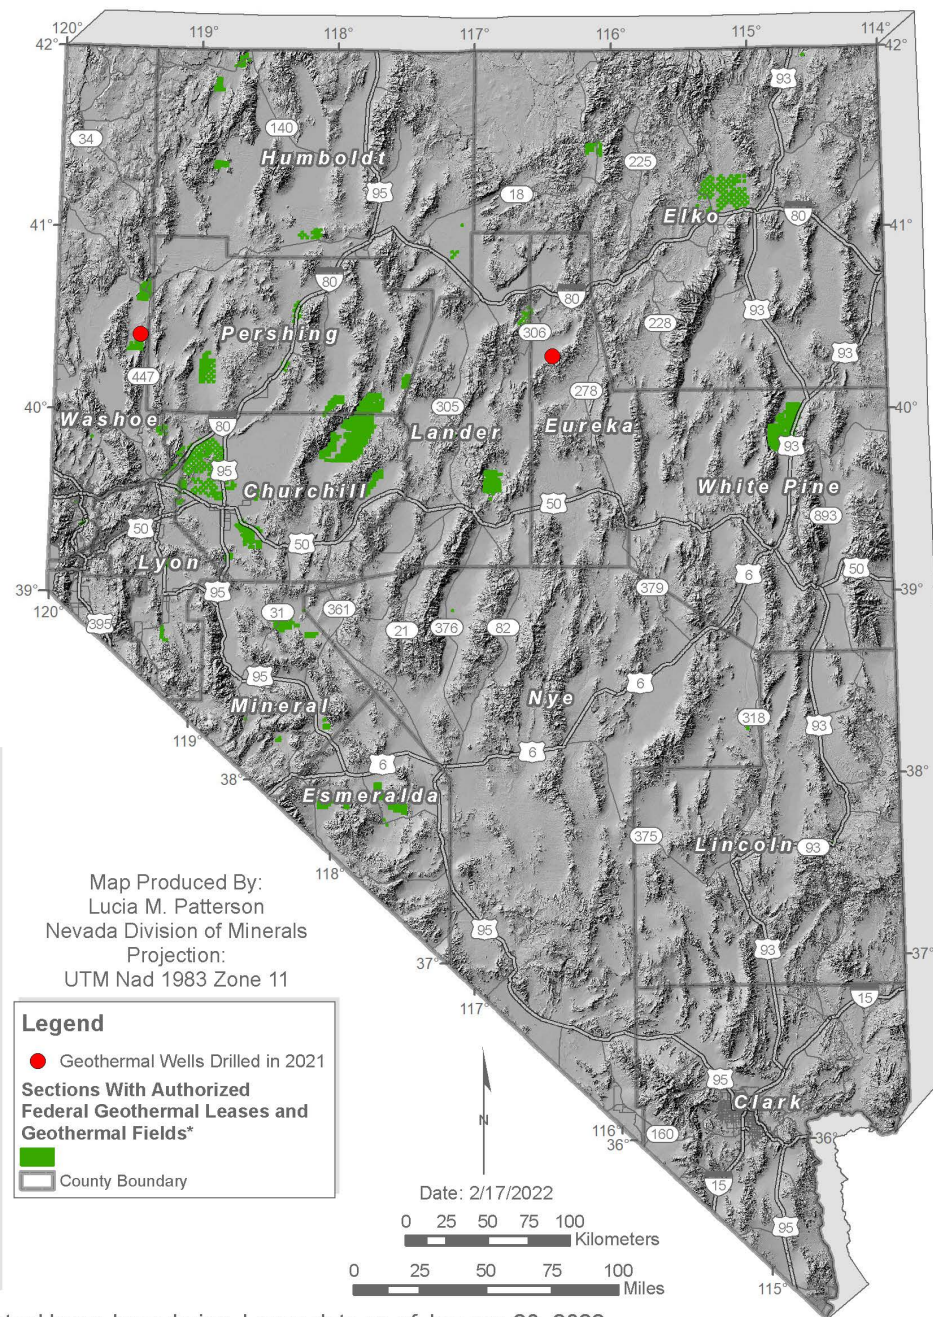 120°
119°
118°
117°
116°
115°
114°
42°
42°
93
34
140
Humboldt
225
95
18
Elko
80
41°
41°
80
80
93
306
228
Pershing
93
447
278
40°
305
40°
Washoe
80
Lander
Eureka
93
95
Churchill
White Pine
50
893
50
50
Lyon
6
50
39°
95
379
39°
120°
31
361
395
21
376
82
95
6
Nye
Mineral
318
93
119°
6
6
38°
38°
Esmeralda
375
Lincoln
93
118°
Map Produced By:
Lucia M. Patterson
Nevada Division of Minerals
Projection:
UTM Nad 1983 Zone 11
95
93
37°
37°
15
117°
Legend
Geothermal Wells Drilled in 2021
Sections With Authorized
Federal Geothermal Leases and
Geothermal Fields*
County Boundary
95
Clark
N
116°
36°
160
36°
15
Date: 2/17/2022
95
0 25 50 75 100
Kilometers
0 25 50 75 100
Miles
115°